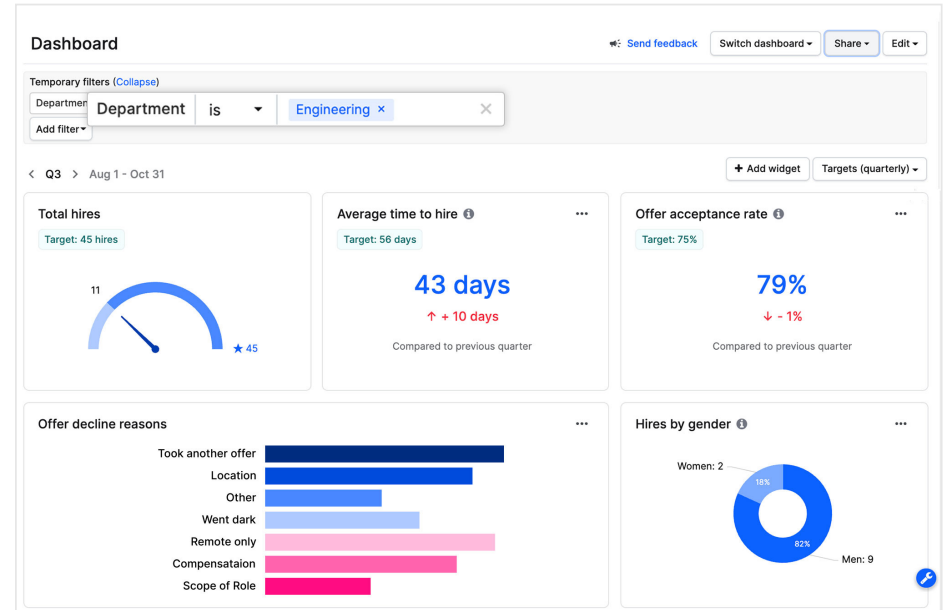 Dashboard
Send feedback
Switch dashboard
Share
Edit
Temporary filters (Collapse)
Department is Engineering ×
Add filter
< Q3 > Aug 1 - Oct 31
+ Add widget
Targets (quarterly)
Total hires
Target: 45 hires
11
★ 45
Average time to hire
Target: 56 days
43 days
↑ + 10 days
Compared to previous quarter
Offer acceptance rate
Target: 75%
79%
↓ - 1%
Compared to previous quarter
Offer decline reasons
Took another offer
Location
Other
Went dark
Remote only
Compensataion
Scope of Role
Hires by gender
Women: 2
18%
82%
Men: 9